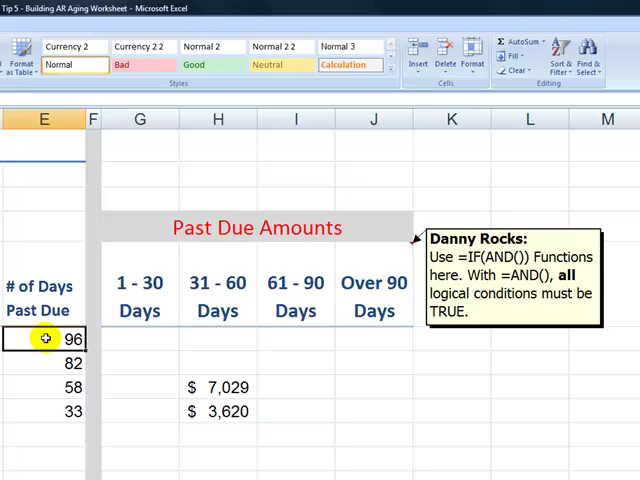 Tip 5 - Building AR Aging Worksheet - Microsoft Excel
Format as Table
Currency 2
Currency 2 2
Normal 2
Normal 2 2
Normal 3
Normal
Bad
Good
Neutral
Calculation
Styles
Insert
Delete
Format
Cells
Σ AutoSum
Fill
Clear
Sort & Filter
Find & Select
Editing
E F G H I J K L M
Past Due Amounts
# of Days
Past Due
1 - 30
Days
31 - 60
Days
61 - 90
Days
Over 90
Days
Danny Rocks:
Use =IF(AND()) Functions
here. With =AND(), all
logical conditions must be
TRUE.
96
82
58 $ 7,029
33 $ 3,620